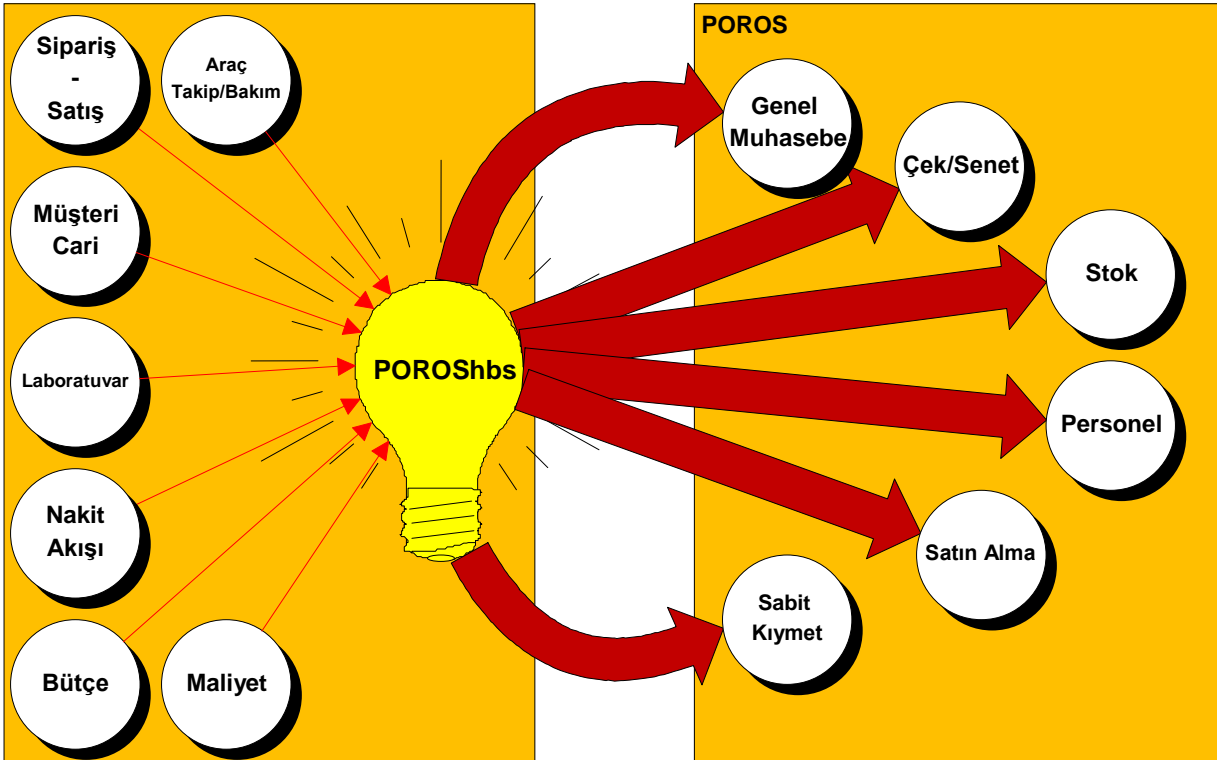 Sipariş
-
Satış
Araç
Takip/Bakım
Müşteri
Cari
Laboratuvar
Nakit
Akışı
Bütçe
Maliyet
POROShbs
POROS
Genel
Muhasebe
Çek/Senet
Stok
Personel
Satın Alma
Sabit
Kıymet